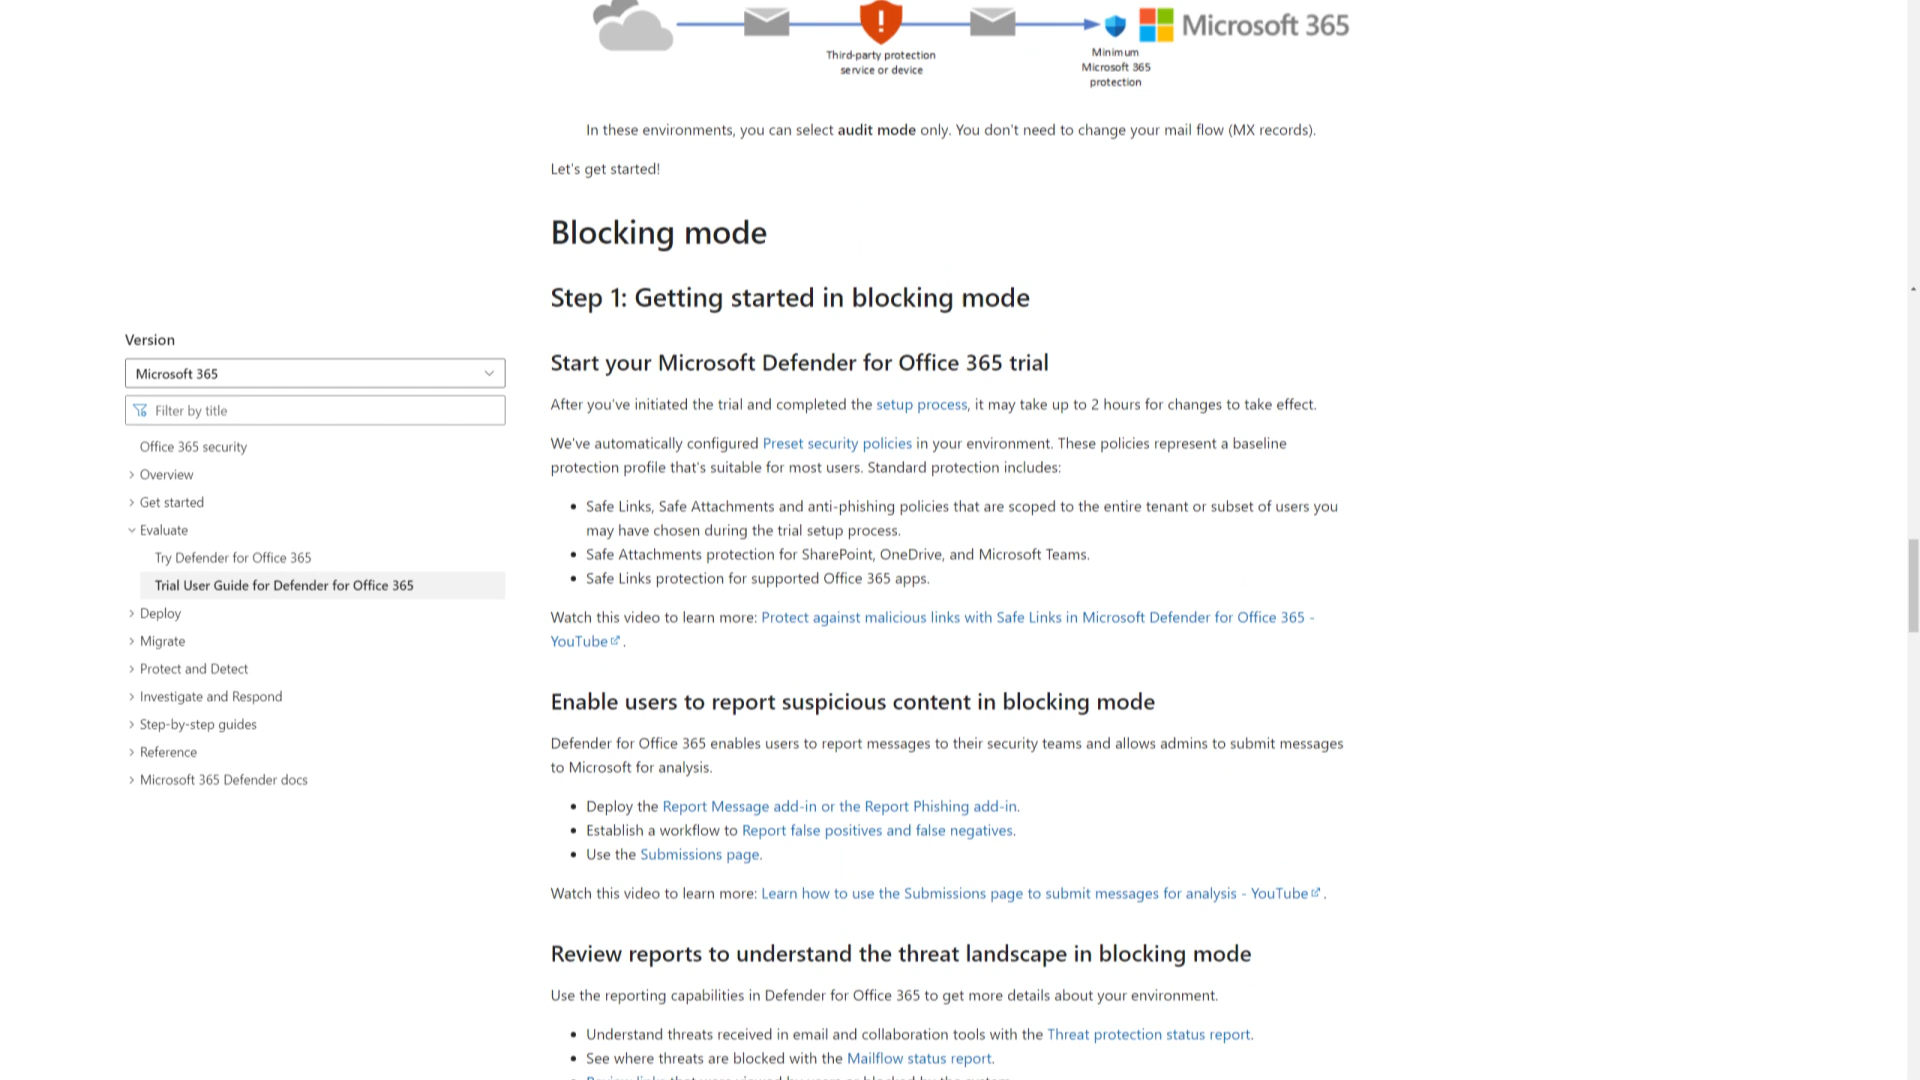 Microsoft 365
Third-party protection
service or device
Minimum
Microsoft 365
protection
In these environments, you can select audit mode only. You don't need to change your mail flow (MX records).
Let's get started!
Blocking mode
Step 1: Getting started in blocking mode
Version
Microsoft 365
Filter by title
Office 365 security
Overview
Get started
Evaluate
Try Defender for Office 365
Trial User Guide for Defender for Office 365
Deploy
Migrate
Protect and Detect
Investigate and Respond
Step-by-step guides
Reference
Microsoft 365 Defender docs
Start your Microsoft Defender for Office 365 trial
After you've initiated the trial and completed the setup process, it may take up to 2 hours for changes to take effect.
We've automatically configured Preset security policies in your environment. These policies represent a baseline
protection profile that's suitable for most users. Standard protection includes:
• Safe Links, Safe Attachments and anti-phishing policies that are scoped to the entire tenant or subset of users you
may have chosen during the trial setup process.
• Safe Attachments protection for SharePoint, OneDrive, and Microsoft Teams.
• Safe Links protection for supported Office 365 apps.
Watch this video to learn more: Protect against malicious links with Safe Links in Microsoft Defender for Office 365 -
YouTube .
Enable users to report suspicious content in blocking mode
Defender for Office 365 enables users to report messages to their security teams and allows admins to submit messages
to Microsoft for analysis.
• Deploy the Report Message add-in or the Report Phishing add-in.
• Establish a workflow to Report false positives and false negatives.
• Use the Submissions page.
Watch this video to learn more: Learn how to use the Submissions page to submit messages for analysis - YouTube .
Review reports to understand the threat landscape in blocking mode
Use the reporting capabilities in Defender for Office 365 to get more details about your environment.
• Understand threats received in email and collaboration tools with the Threat protection status report.
• See where threats are blocked with the Mailflow status report.